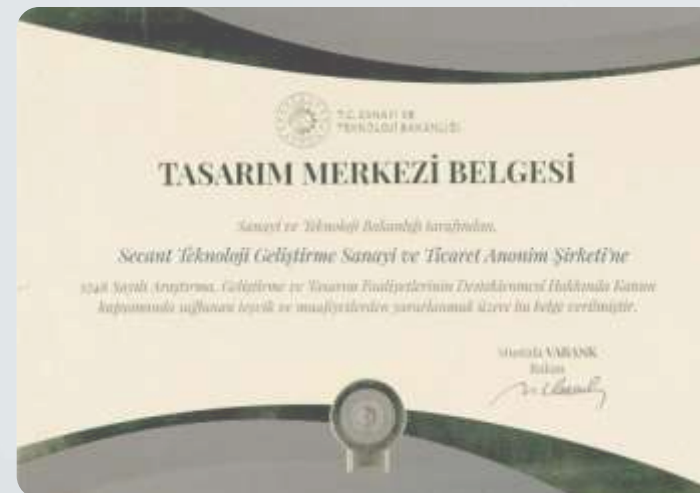 T.C. SANAYİ VE
TEKNOLOJİ BAKANLIĞI
TASARIM MERKEZİ BELGESİ
Sanayi ve Teknoloji Bakanlığı tarafından,
Secant Teknoloji Geliştirme Sanayi ve Ticaret Anonim Şirketi'ne
5746 Sayılı Araştırma, Geliştirme ve Tasarım Faaliyetlerinin Desteklenmesi Hakkında Kanun
kapsamında sağlanan teşvik ve muafiyetlerden yararlanmak üzere bu belge verilmiştir.
Mustafa VARANK
Bakan